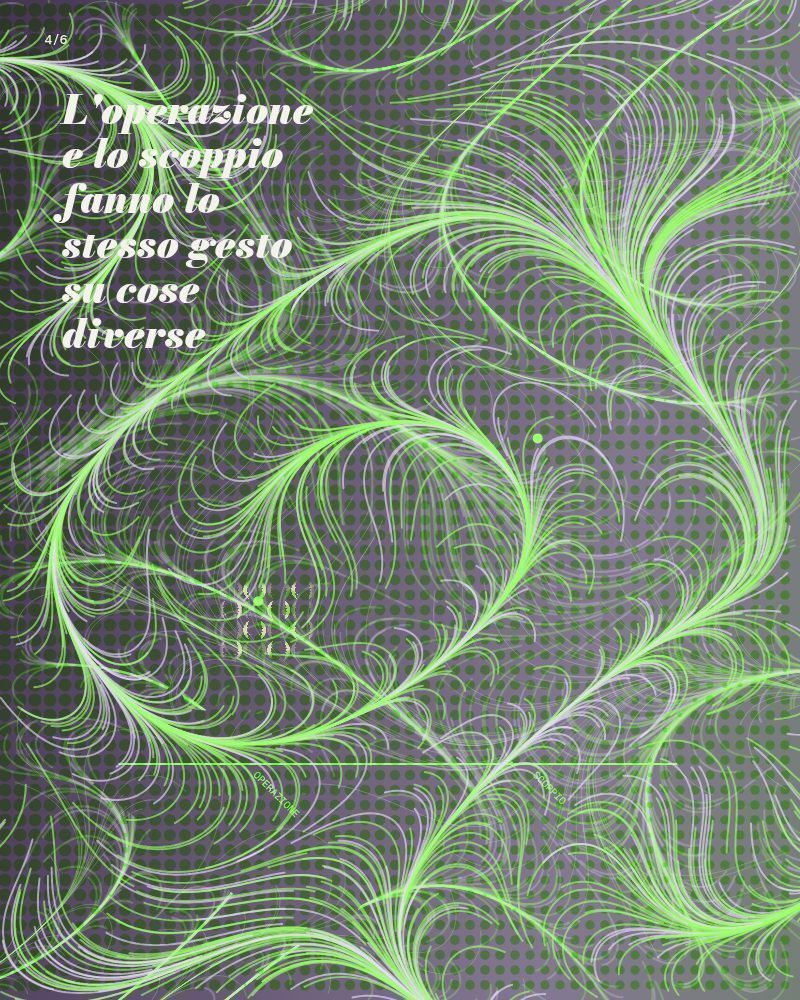 4/6
L'operazione
e lo scoppio
fanno lo
stesso gesto
su cose
diverse
OPERAZIONE
SCOPPIO